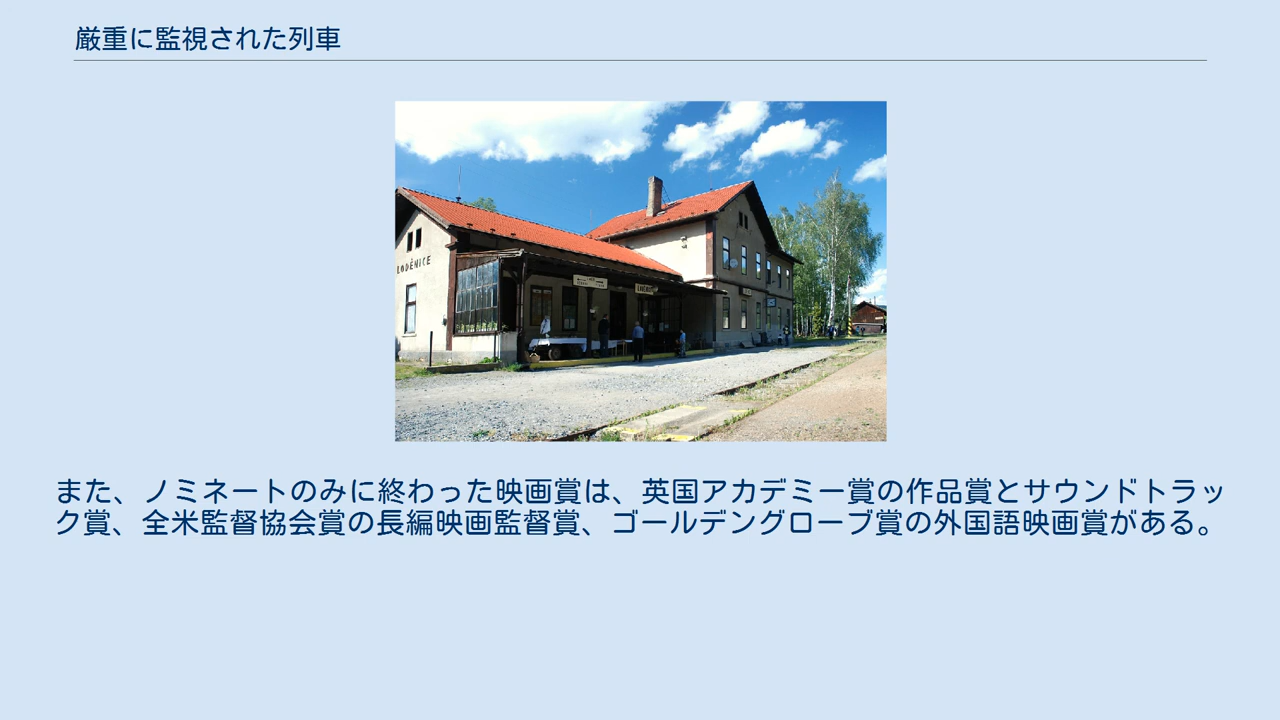 厳重に監視された列車
LODĚNICE
また、ノミネートのみに終わった映画賞は、英国アカデミー賞の作品賞とサウンドトラッ
ク賞、全米監督協会賞の長編映画監督賞、ゴールデングローブ賞の外国語映画賞がある。